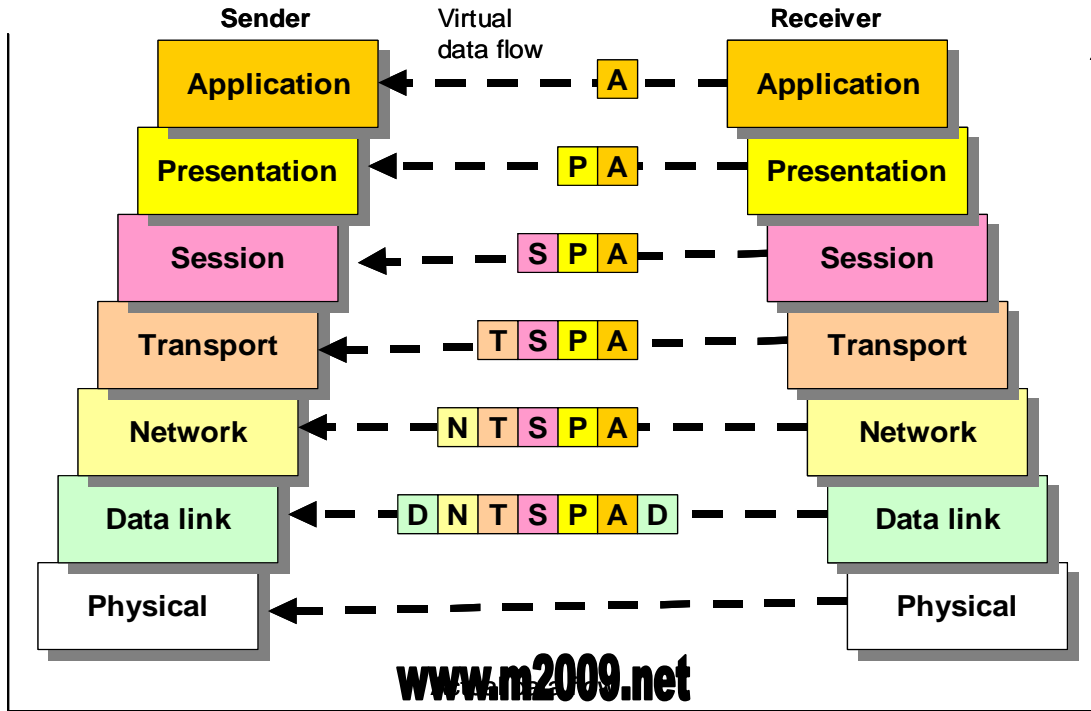 Sender Virtual Receiver
data flow
Application A Application
Presentation P A Presentation
Session S P A Session
Transport T S P A Transport
Network N T S P A Network
Data link D N T S P A D Data link
Physical Physical
www.m2009.net